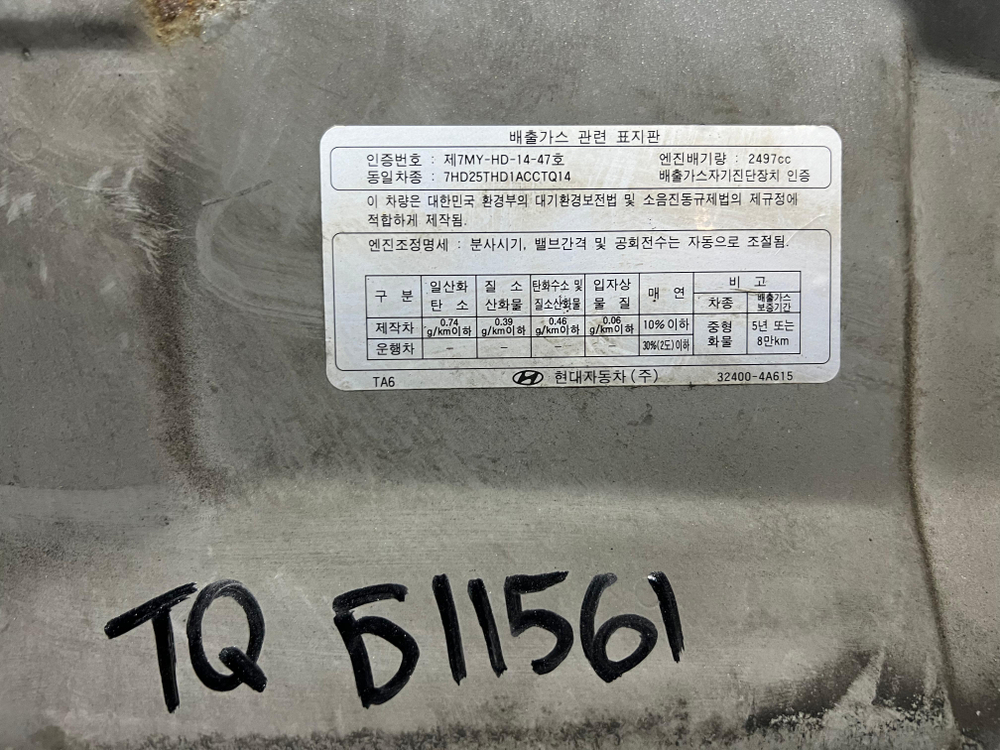 배출가스 관련 표지판
인증번호 : 제7MY-HD-14-47호 엔진배기량 : 2497cc
동일차종 : 7HD25THD1ACCTQ14 배출가스자기진단장치 인증
이 차량은 대한민국 환경부의 대기환경보전법 및 소음진동규제법의 제규정에
적합하게 제작됨.
엔진조정명세 : 분사시기, 밸브간격 및 공회전수는 자동으로 조절됨.
구 분 일산화 탄 소 질 소 산화물 탄화수소 및 질소산화물 입자상 물 질 매 연 비 고
차종 배출가스 보증기간
제작차 0.74 g/km이하 0.39 g/km이하 0.46 g/km이하 0.06 g/km이하 10%이하 중형 화물 5년 또는 8만km
운행차 – – – – 30%(2도)이하
TA6 현대자동차(주) 32400-4A615
TQ 511561